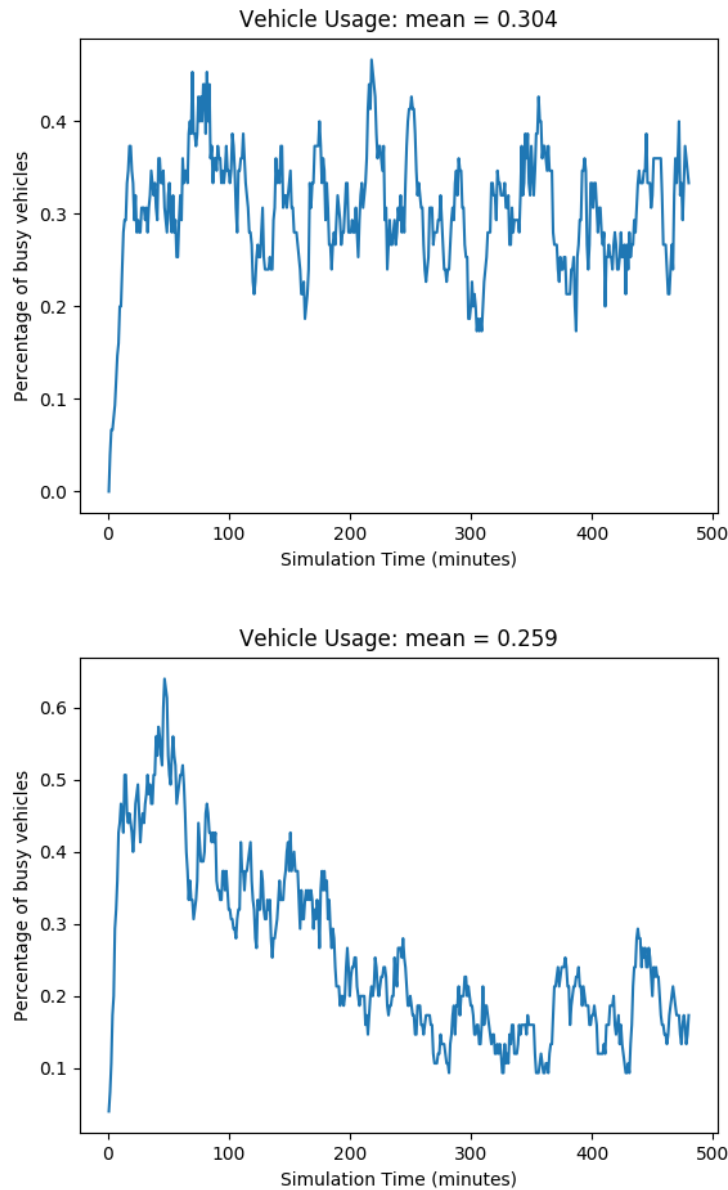 Vehicle Usage: mean = 0.304
Percentage of busy vehicles
0.4
0.3
0.2
0.1
0.0
0 100 200 300 400 500
Simulation Time (minutes)
Vehicle Usage: mean = 0.259
Percentage of busy vehicles
0.6
0.5
0.4
0.3
0.2
0.1
0 100 200 300 400 500
Simulation Time (minutes)